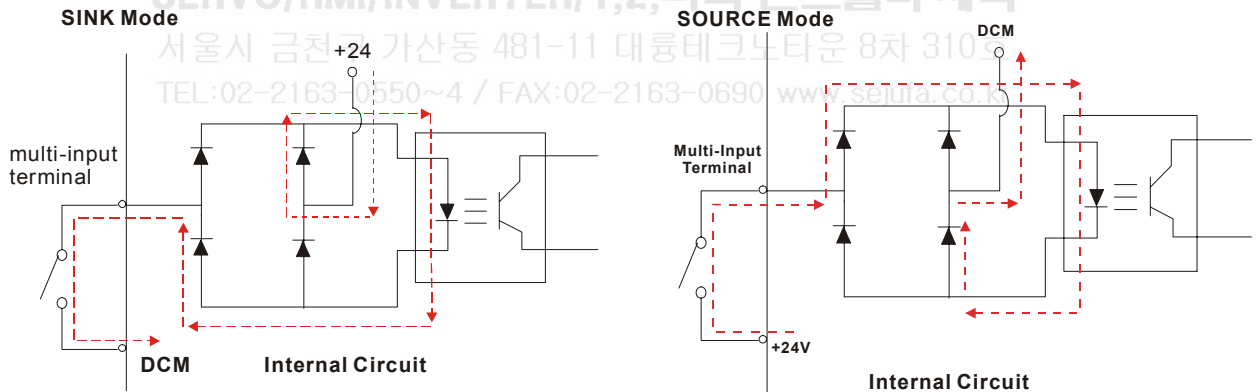 SINK Mode
서울시 금천구 가산동 481-11 대륭테크노타운 8차 310호
TEL:02-2163-0550~4 / FAX:02-2163-0690 www.sejufa.co.kr
+24
multi-input
terminal
DCM
Internal Circuit
SOURCE Mode
DCM
Multi-Input
Terminal
+24V
Internal Circuit